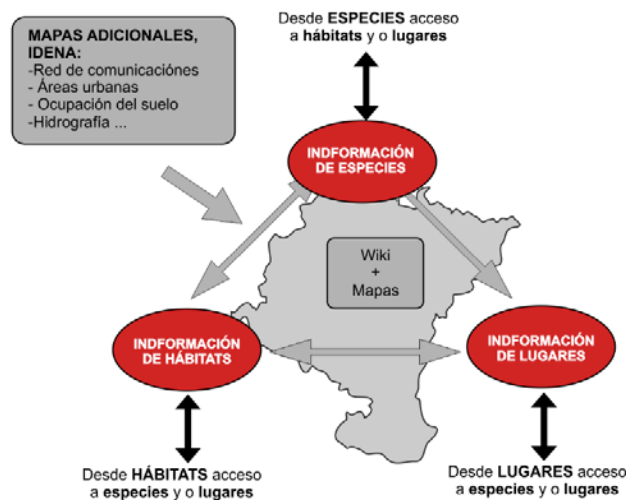 MAPAS ADICIONALES,
IDENA:
-Red de comunicaciónes
- Áreas urbanas
- Ocupación del suelo
-Hidrografía ...
Desde ESPECIES acceso
a hábitats y o lugares
INDFORMACIÓN
DE ESPECIES
Wiki
+
Mapas
INDFORMACIÓN
DE HÁBITATS
INDFORMACIÓN
DE LUGARES
Desde HÁBITATS acceso
a especies y o lugares
Desde LUGARES acceso
a especies y o lugares